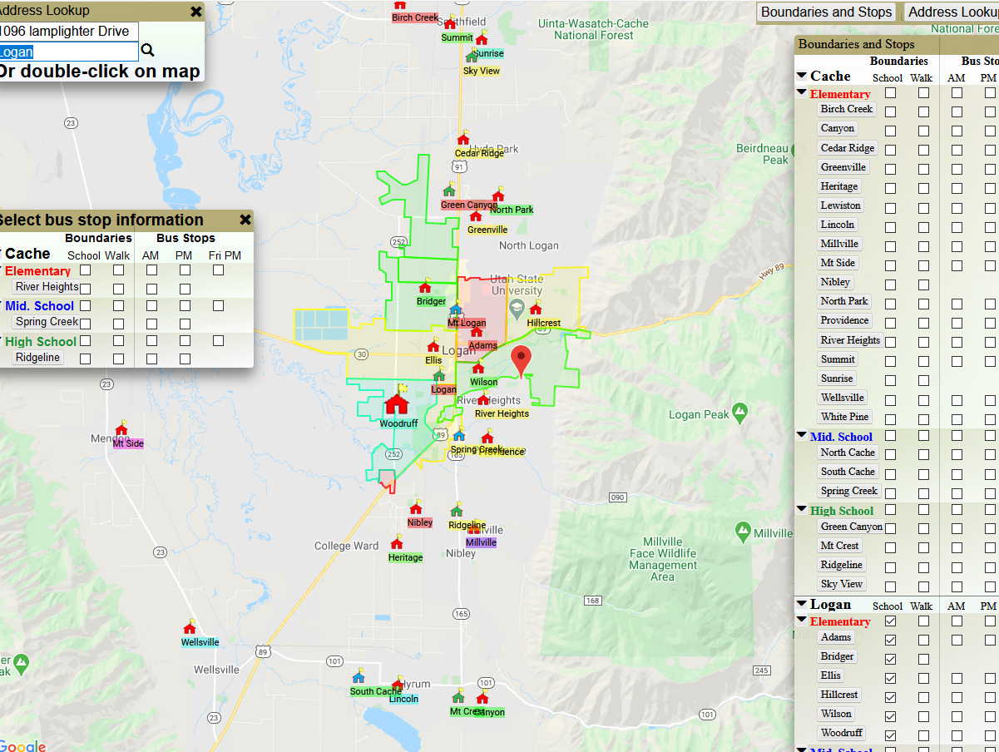 Address Lookup
1096 lamplighter Drive
Logan
Or double-click on map
Select bus stop information
Boundaries Bus Stops
Cache School Walk AM PM Fri PM
Elementary
River Heights
Mid. School
Spring Creek
High School
Ridgeline
Birch Creek
Smithfield
Summit
Sunrise
Sky View
Uinta-Wasatch-Cache
National Forest
23
Hyde Park
Cedar Ridge
91
Beirdneau
Peak
Green Canyon
North Park
Greenville
252
North Logan
Hwy 89
Utah State
University
Bridger
Mt Logan
Hillcrest
89
Adams
30
Ellis
Logan
Wilson
Logan
23
River Heights
River Heights
Woodruff
Logan Peak
Mendon
Mt Side
89
Spring Creek
Providence
252
165
090
Nibley
Ridgeline
Millville
Millville
College Ward
Heritage
Nibley
23
Millville
Face Wildlife
Management
Area
Millville
168
165
Wellsville
89
101
Wellsville
South Cache
Hyrum
Lincoln
101
Mt Crest
Canyon
101
23
245
Google
Boundaries and Stops
National Fore
Boundaries and Stops
Boundaries
Cache School Walk AM PM
Elementary
Birch Creek
Canyon
Cedar Ridge
Greenville
Heritage
Lewiston
Lincoln
Millville
Mt Side
Nibley
North Park
Providence
River Heights
Summit
Sunrise
Wellsville
White Pine
Mid. School
North Cache
South Cache
Spring Creek
High School
Green Canyon
Mt Crest
Ridgeline
Sky View
Logan School Walk AM PM
Elementary
Adams
Bridger
Ellis
Hillcrest
Wilson
Woodruff
Mid. School